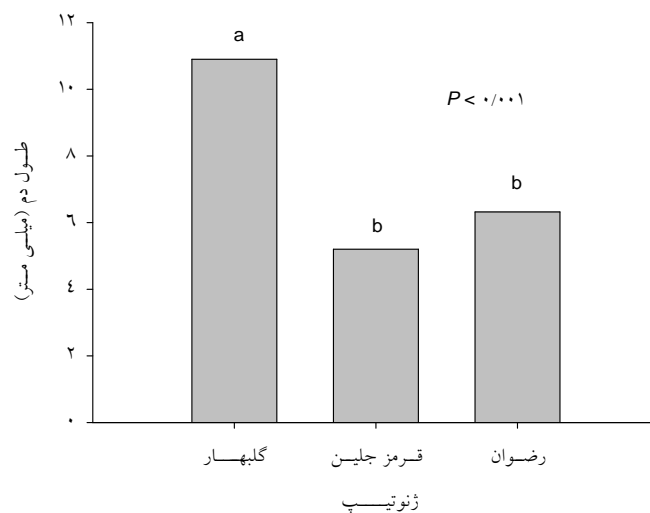 ۱۲
a
۱۰
P < ۰/۰۰۱
۸
b
b
۶
طول دم (میلی متر)
۴
۲
۰
گلبهار
قرمز جلین
رضوان
ژنوتیپ